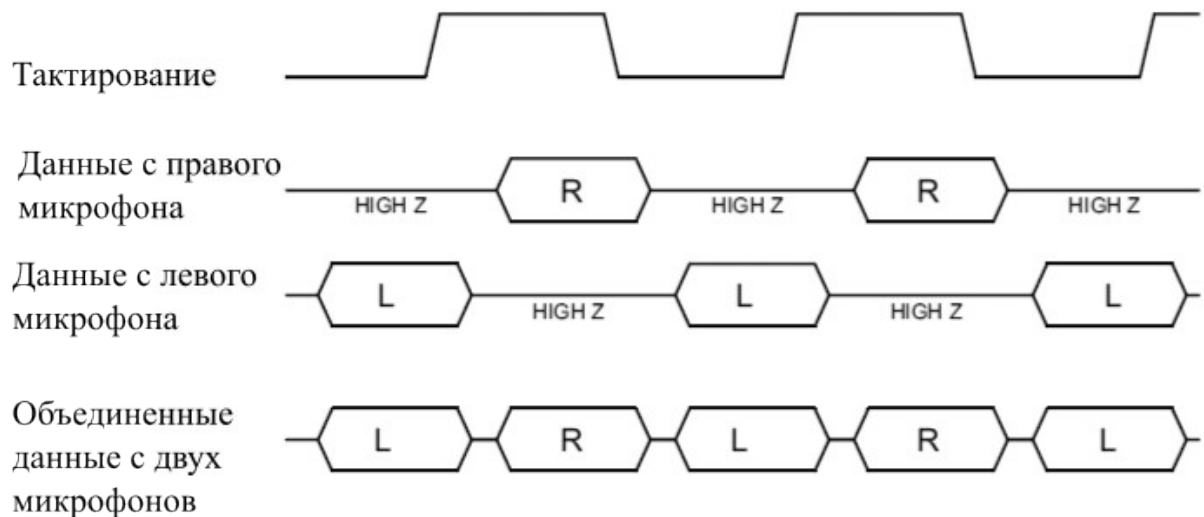 Тактирование
Данные с правого
микрофона
R
R
HIGH Z
HIGH Z
HIGH Z
Данные с левого
микрофона
L
L
L
HIGH Z
HIGH Z
Объединенные
данные с двух
микрофонов
L
R
L
R
L